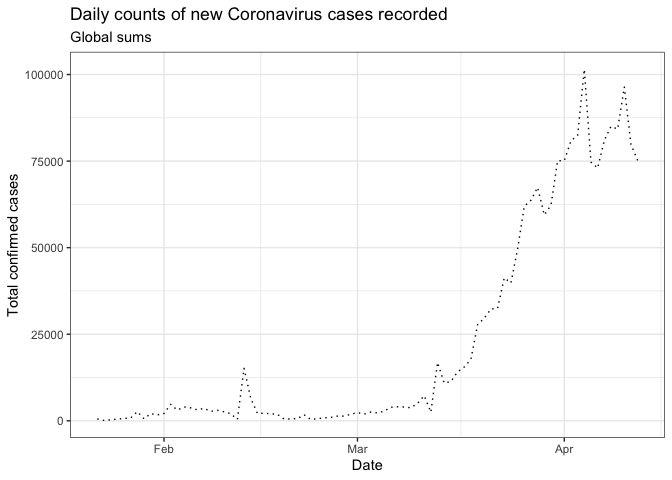 Daily counts of new Coronavirus cases recorded
Global sums
Total confirmed cases
100000
75000
50000
25000
0
Feb
Mar
Apr
Date